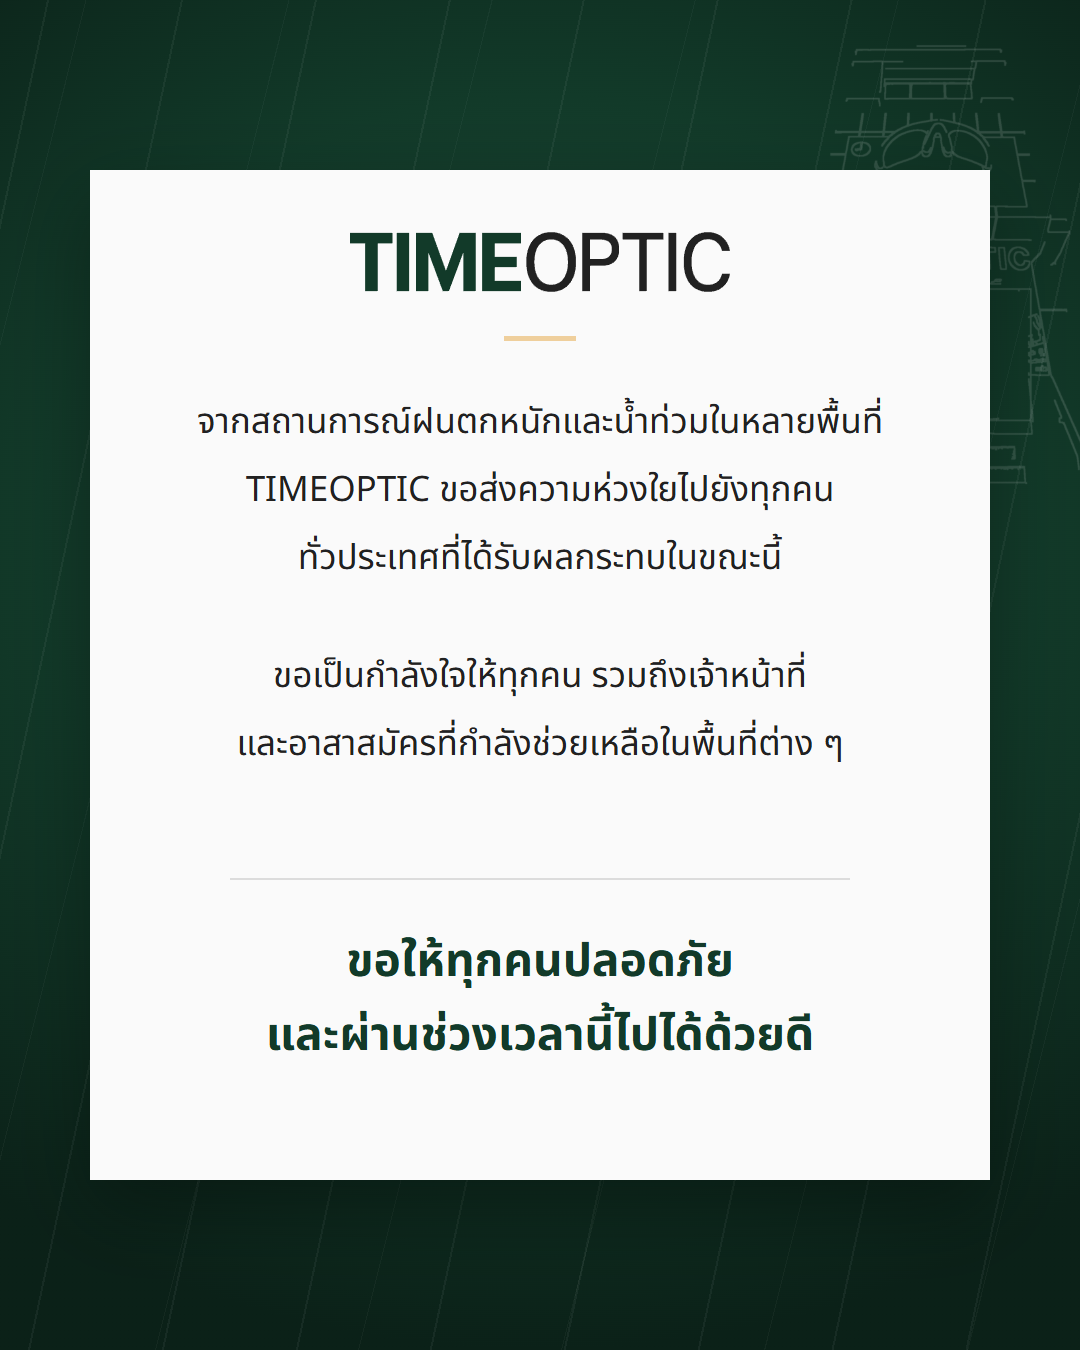 TIMEOPTIC
จากสถานการณ์ฝนตกหนักและน้ำท่วมในหลายพื้นที่
TIMEOPTIC ขอส่งความห่วงใยไปยังทุกคน
ทั่วประเทศที่ได้รับผลกระทบในขณะนี้
ขอเป็นกำลังใจให้ทุกคน รวมถึงเจ้าหน้าที่
และอาสาสมัครที่กำลังช่วยเหลือในพื้นที่ต่าง ๆ
ขอให้ทุกคนปลอดภัย
และผ่านช่วงเวลานี้ไปได้ด้วยดี